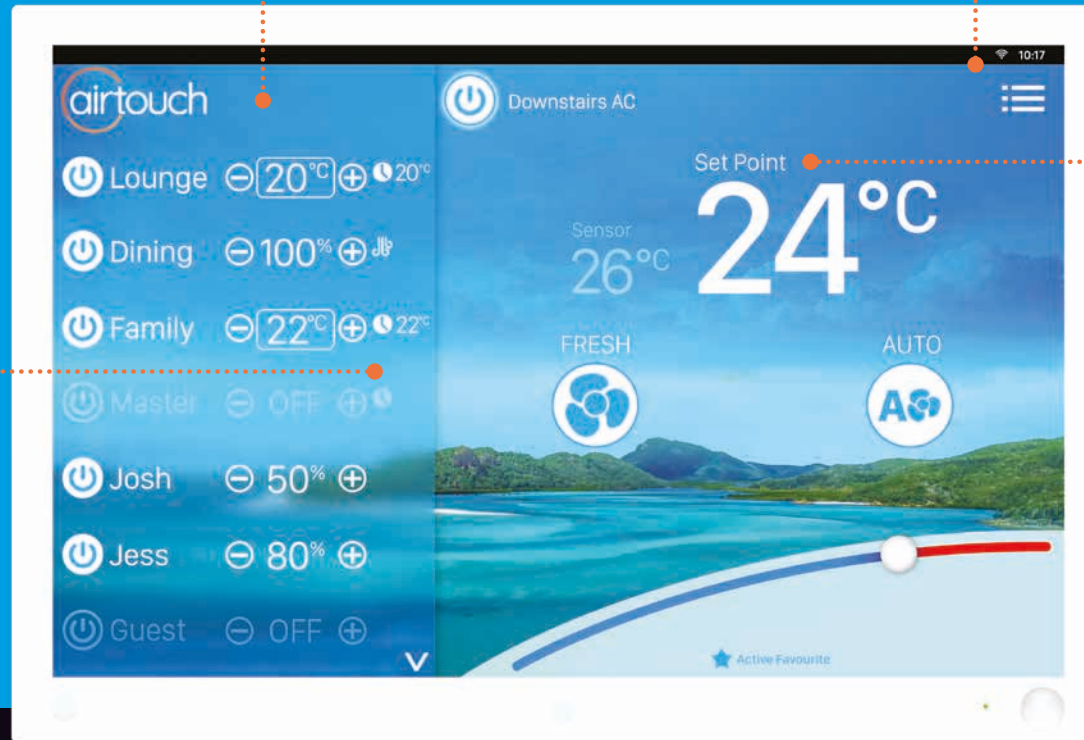 10:17
airtouch
Downstairs AC
Lounge 20°C 20°C
Dining 100%
Family 22°C 22°C
Master OFF
Josh 50%
Jess 80%
Guest OFF
Set Point
24°C
Sensor
26°C
FRESH
AUTO
A
Active Favourite